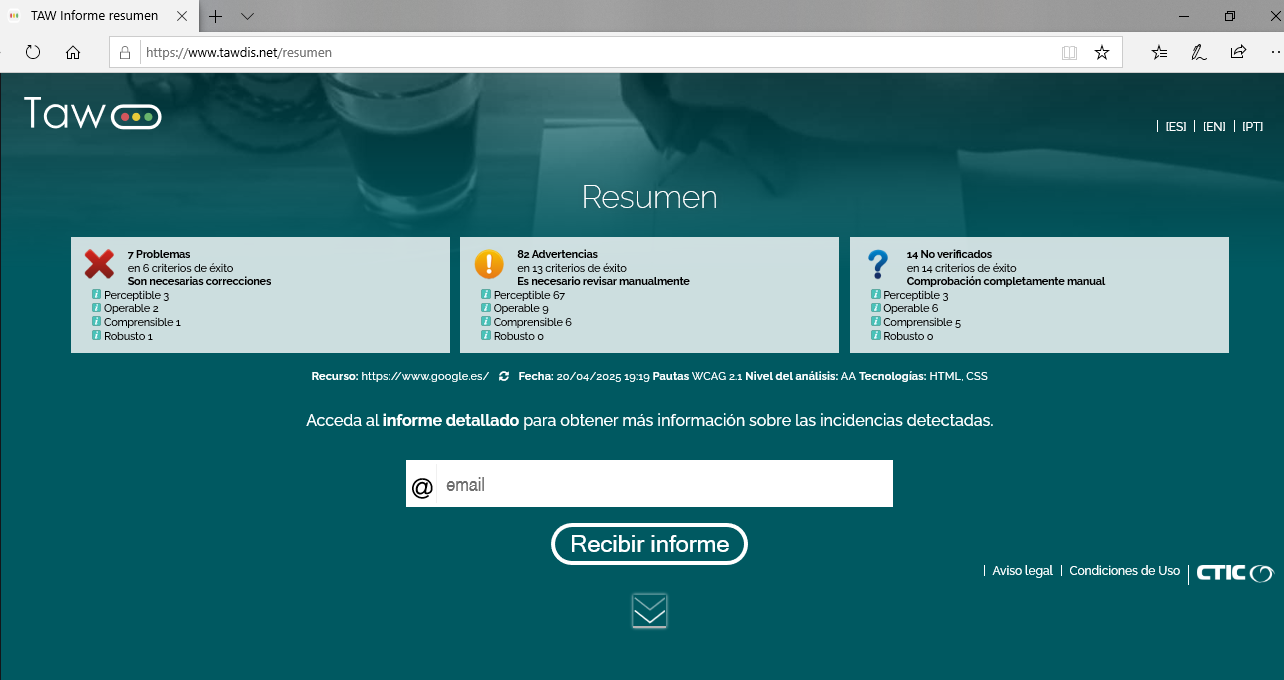 TAW Informe resumen
https://www.tawdis.net/resumen
Taw
[ES] | [EN] | [PT]
Resumen
7 Problemas
en 6 criterios de éxito
Son necesarias correcciones
Perceptible 3
Operable 2
Comprensible 1
Robusto 1
82 Advertencias
en 13 criterios de éxito
Es necesario revisar manualmente
Perceptible 67
Operable 9
Comprensible 6
Robusto 0
14 No verificados
en 14 criterios de éxito
Comprobación completamente manual
Perceptible 3
Operable 6
Comprensible 5
Robusto 0
Recurso: https://www.google.es/ Fecha: 20/04/2025 19:19 Pautas WCAG 2.1 Nivel del análisis: AA Tecnologías: HTML, CSS
Acceda al informe detallado para obtener más información sobre las incidencias detectadas.
@ email
Recibir informe
| Aviso legal | Condiciones de Uso | CTIC